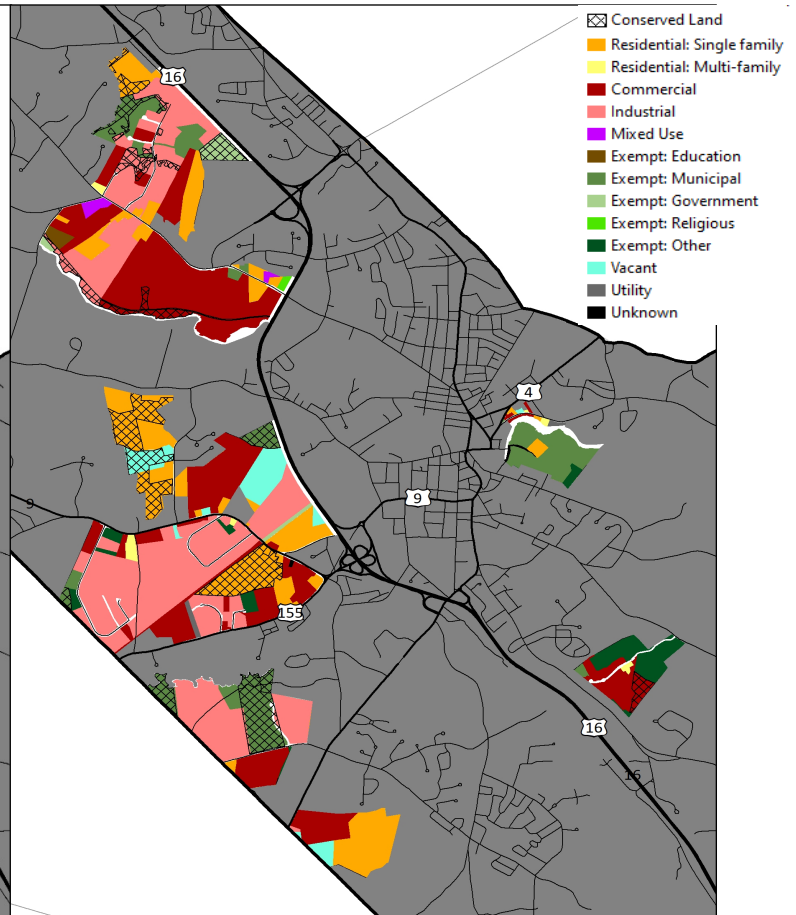 Conserved Land
Residential: Single family
Residential: Multi-family
Commercial
Industrial
Mixed Use
Exempt: Education
Exempt: Municipal
Exempt: Government
Exempt: Religious
Exempt: Other
Vacant
Utility
Unknown
16
4
9
9
155
16
16